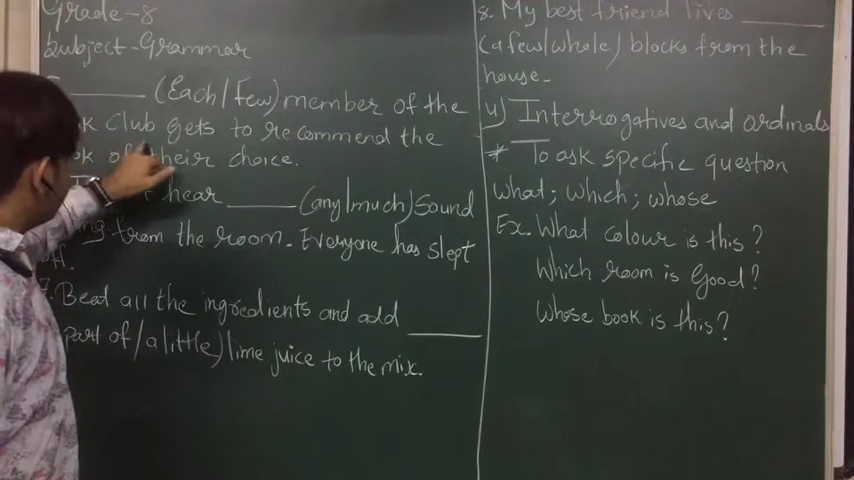 Grade-8
Subject-Grammar
______ (Each/few) member of the
Club gets to recommend the
of their choice.
hear ______ (any/much) Sound
from the room. Everyone has slept
7. Beat all the ingredients and add ______
part of/a little) lime juice to the mix.
8. My best friend lives ______
(a few/whole) blocks from the
house.
4) Interrogatives and ordinals
* To ask specific question
What; which; whose
Ex. What colour is this?
Which room is Good?
Whose book is this?